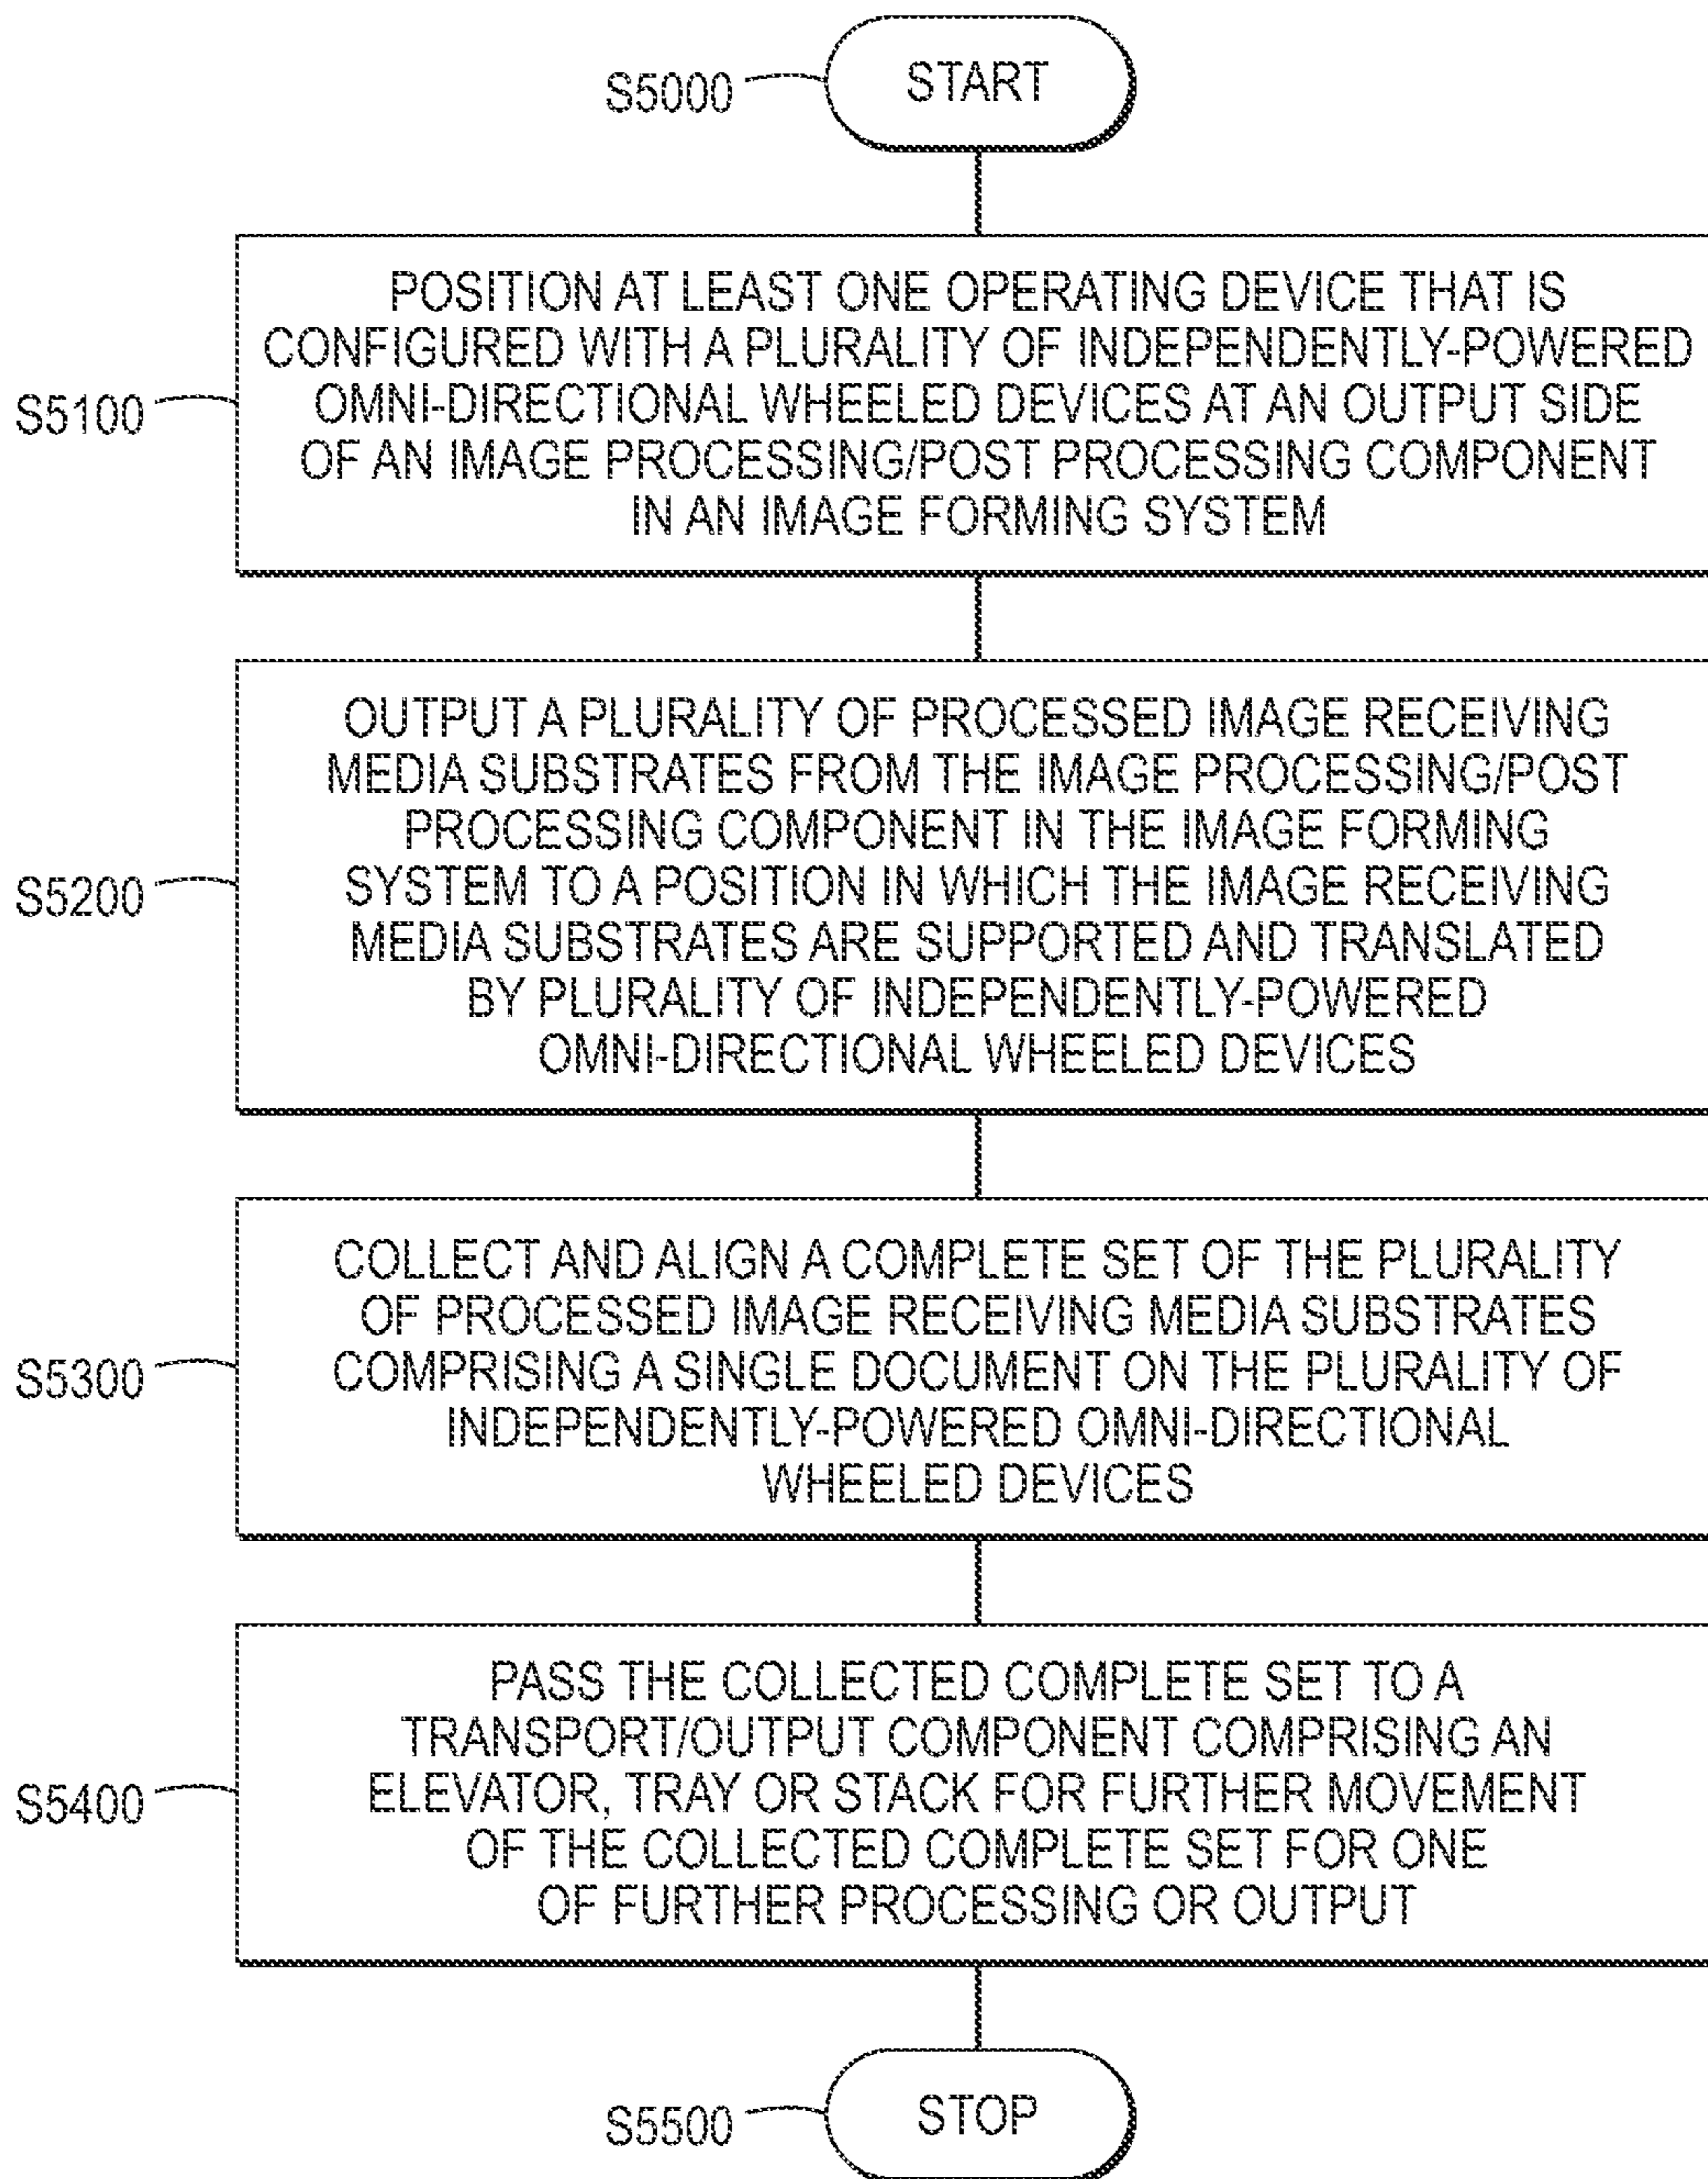 S5000
START
S5100
POSITION AT LEAST ONE OPERATING DEVICE THAT IS
CONFIGURED WITH A PLURALITY OF INDEPENDENTLY-POWERED
OMNI-DIRECTIONAL WHEELED DEVICES AT AN OUTPUT SIDE
OF AN IMAGE PROCESSING/POST PROCESSING COMPONENT
IN AN IMAGE FORMING SYSTEM
S5200
OUTPUT A PLURALITY OF PROCESSED IMAGE RECEIVING
MEDIA SUBSTRATES FROM THE IMAGE PROCESSING/POST
PROCESSING COMPONENT IN THE IMAGE FORMING
SYSTEM TO A POSITION IN WHICH THE IMAGE RECEIVING
MEDIA SUBSTRATES ARE SUPPORTED AND TRANSLATED
BY PLURALITY OF INDEPENDENTLY-POWERED
OMNI-DIRECTIONAL WHEELED DEVICES
S5300
COLLECT AND ALIGN A COMPLETE SET OF THE PLURALITY
OF PROCESSED IMAGE RECEIVING MEDIA SUBSTRATES
COMPRISING A SINGLE DOCUMENT ON THE PLURALITY OF
INDEPENDENTLY-POWERED OMNI-DIRECTIONAL
WHEELED DEVICES
S5400
PASS THE COLLECTED COMPLETE SET TO A
TRANSPORT/OUTPUT COMPONENT COMPRISING AN
ELEVATOR, TRAY OR STACK FOR FURTHER MOVEMENT
OF THE COLLECTED COMPLETE SET FOR ONE
OF FURTHER PROCESSING OR OUTPUT
S5500
STOP